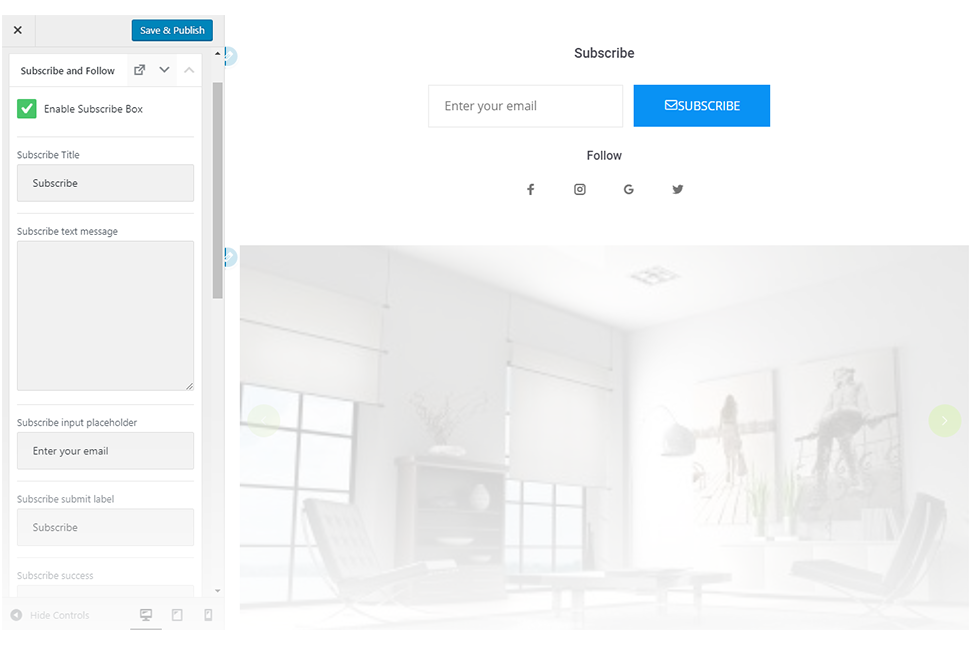 Save & Publish
Subscribe and Follow
Enable Subscribe Box
Subscribe Title
Subscribe
Subscribe text message
Subscribe input placeholder
Enter your email
Subscribe submit label
Subscribe
Subscribe success
Hide Controls
Subscribe
Enter your email
SUBSCRIBE
Follow